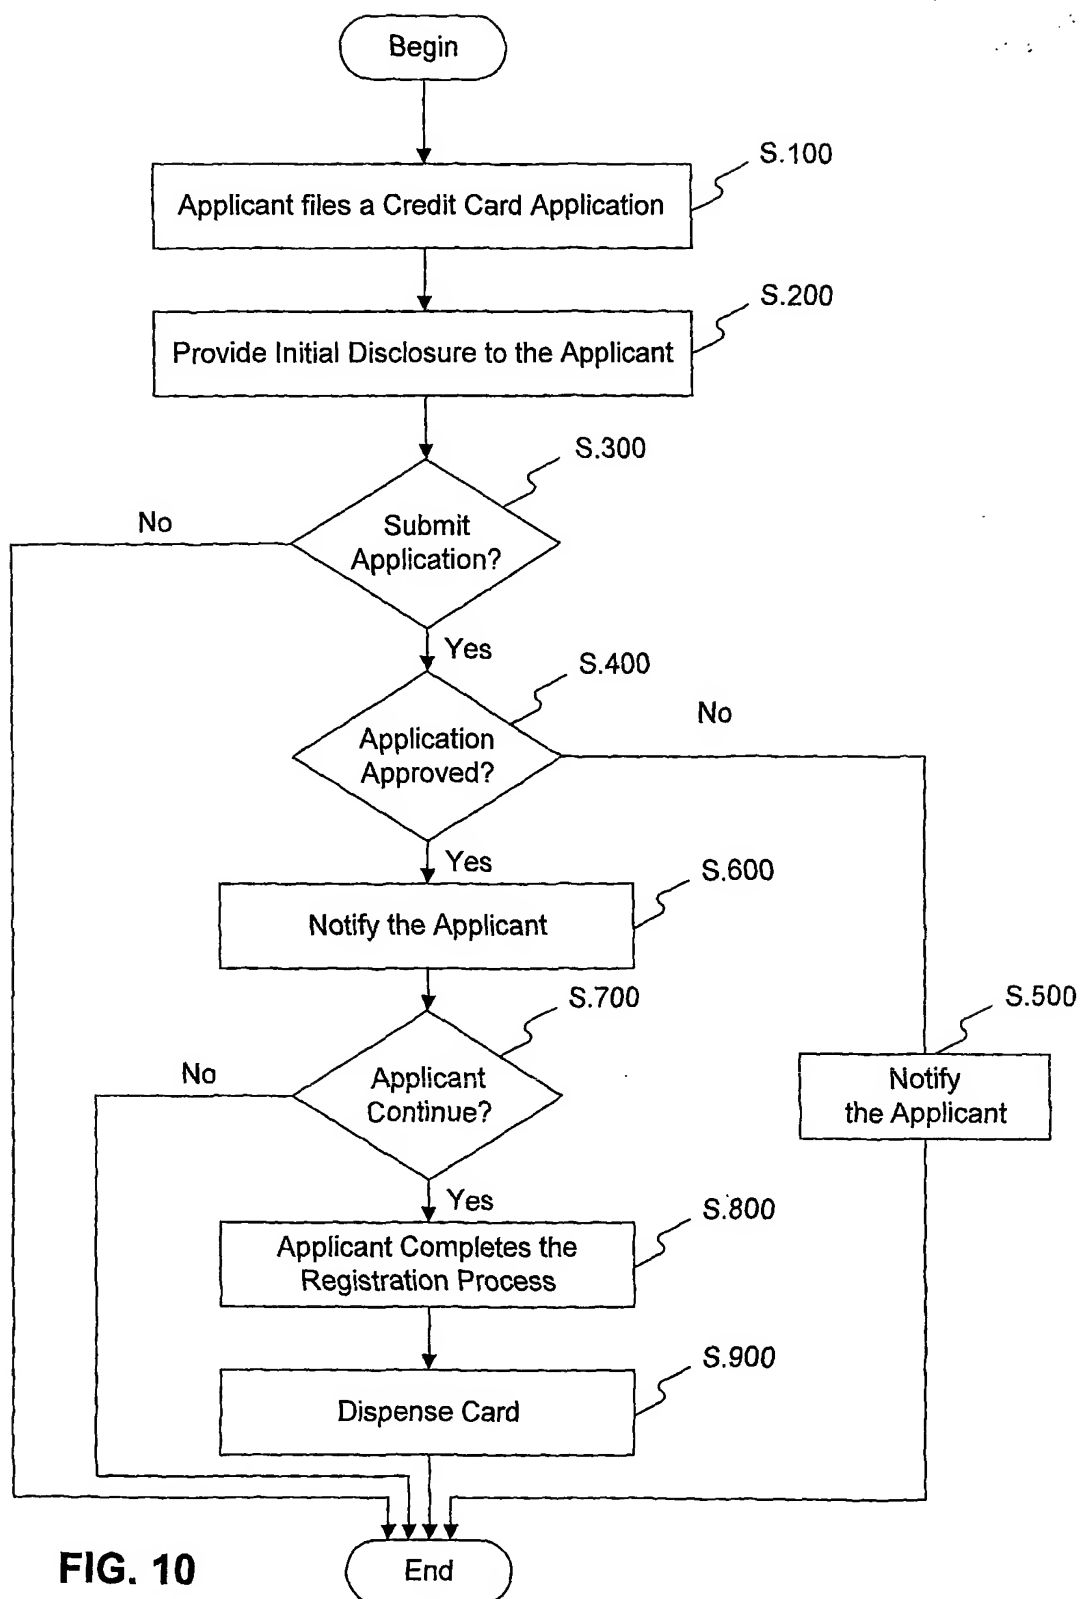 Begin
S.100
Applicant files a Credit Card Application
S.200
Provide Initial Disclosure to the Applicant
S.300
No
Submit
Application?
Yes
S.400
No
Application
Approved?
Yes
S.600
Notify the Applicant
S.700
S.500
No
Applicant
Continue?
Notify
the Applicant
Yes
S.800
Applicant Completes the
Registration Process
S.900
Dispense Card
FIG. 10
End